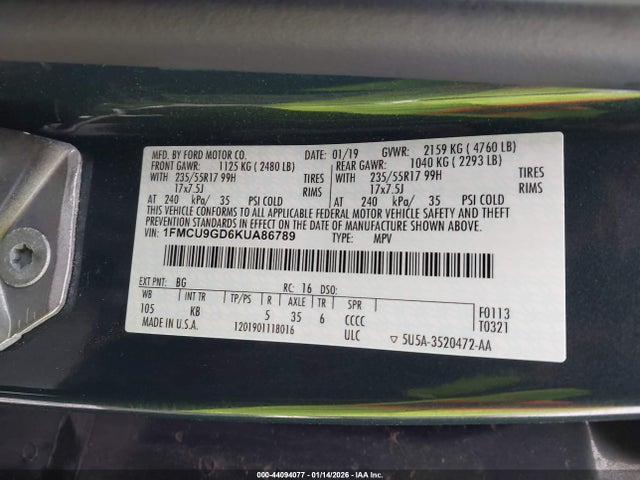 MFD. BY FORD MOTOR CO. DATE: 01/19 GVWR: 2159 KG ( 4760 LB)
FRONT GAWR: 1125 KG ( 2480 LB) REAR GAWR: 1040 KG ( 2293 LB)
WITH 235/55R17 99H TIRES WITH 235/55R17 99H TIRES
17x7.5J RIMS 17x7.5J RIMS
AT 240 kPa/ 35 PSI COLD AT 240 kPa/ 35 PSI COLD
THIS VEHICLE CONFORMS TO ALL APPLICABLE FEDERAL MOTOR VEHICLE SAFETY AND THEFT
PREVENTION STANDARDS IN EFFECT ON THE DATE OF MANUFACTURE SHOWN ABOVE.
VIN: 1FMCU9GD6KUA86789 TYPE: MPV
EXT PNT: BG RC: 16 DSO:
WB INT TR TP/PS R AXLE TR SPR F0113
105 KB 5 35 6 CCCC T0321
MADE IN U.S.A. 1201901118016 ULC 5U5A-3520472-AA
000-44094077 - 01/14/2026 - IAA Inc.